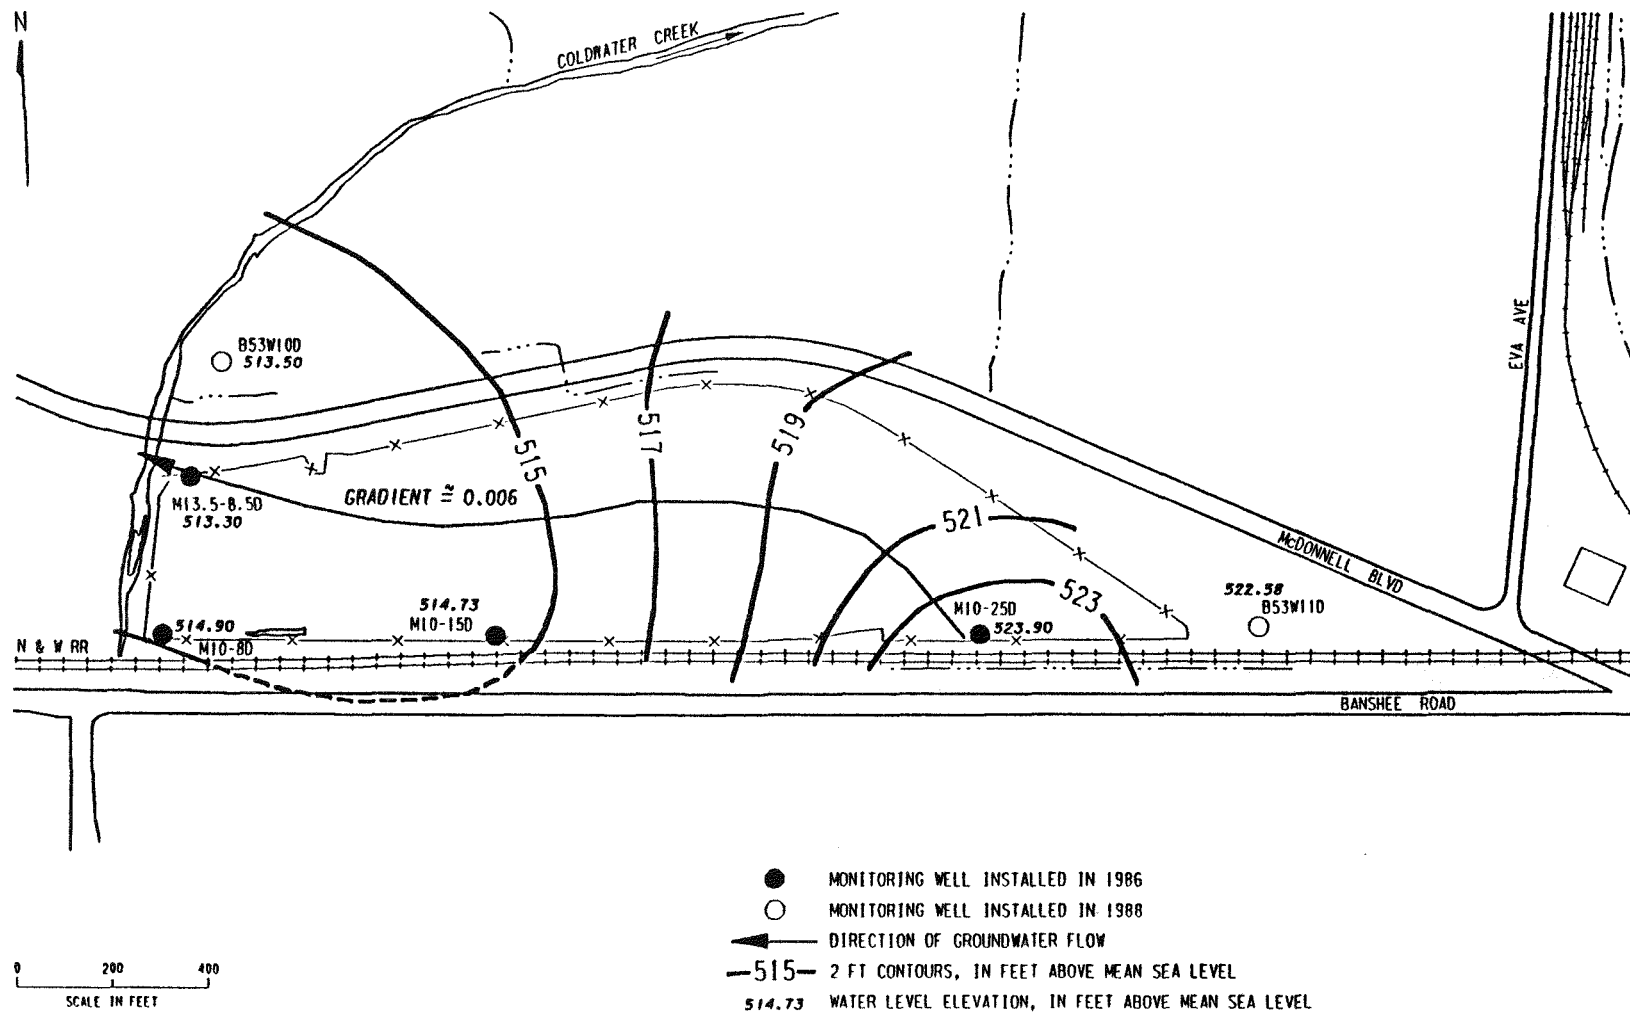 N
COLDWATER CREEK
B53W10D
513.50
EVA AVE
517
519
515
GRADIENT ≅ 0.006
M13.5-8.5D
513.30
521
McDONNELL BLVD
523
522.58
B53W11D
514.73
M10-15D
M10-25D
523.90
514.90
M10-8D
N & W RR
BANSHEE ROAD
MONITORING WELL INSTALLED IN 1986
MONITORING WELL INSTALLED IN 1988
DIRECTION OF GROUNDWATER FLOW
515 2 FT CONTOURS, IN FEET ABOVE MEAN SEA LEVEL
514.73 WATER LEVEL ELEVATION, IN FEET ABOVE MEAN SEA LEVEL
0 200 400
SCALE IN FEET